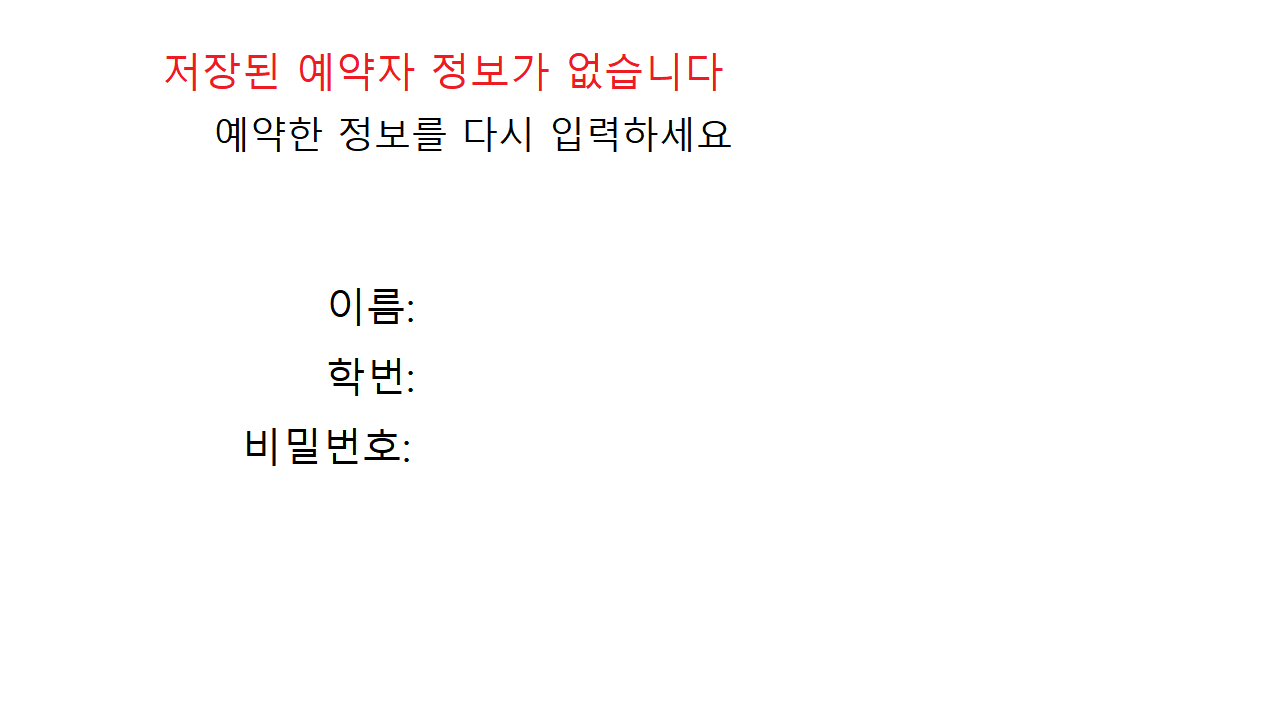 저장된 예약자 정보가 없습니다
예약한 정보를 다시 입력하세요
이름:
학번:
비밀번호: